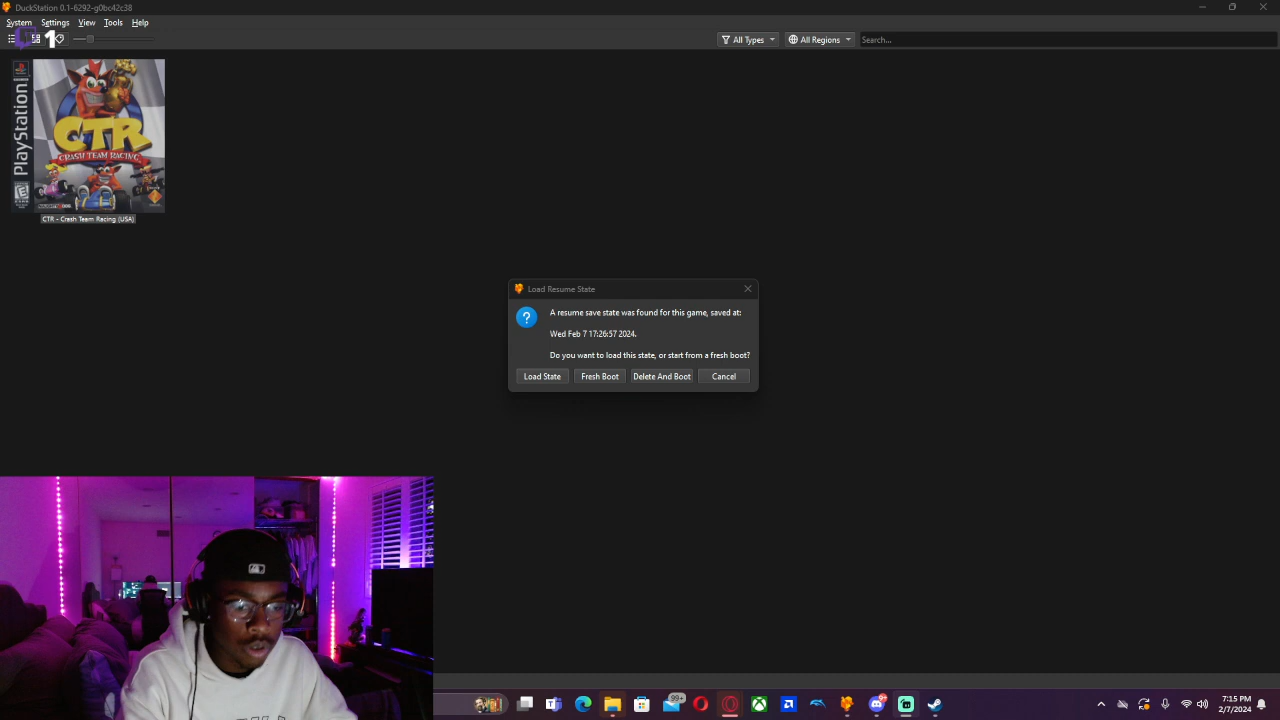 DuckStation 0.1-6292-g0bc42c38
System Settings View Tools Help
1
All Types
All Regions
Search...
PlayStation
CTR
CRASH TEAM RACING
CTR - Crash Team Racing (USA)
Load Resume State
A resume save state was found for this game, saved at:
Wed Feb 7 17:26:57 2024.
Do you want to load this state, or start from a fresh boot?
Load State
Fresh Boot
Delete And Boot
Cancel
99+
9+
7:15 PM
2/7/2024